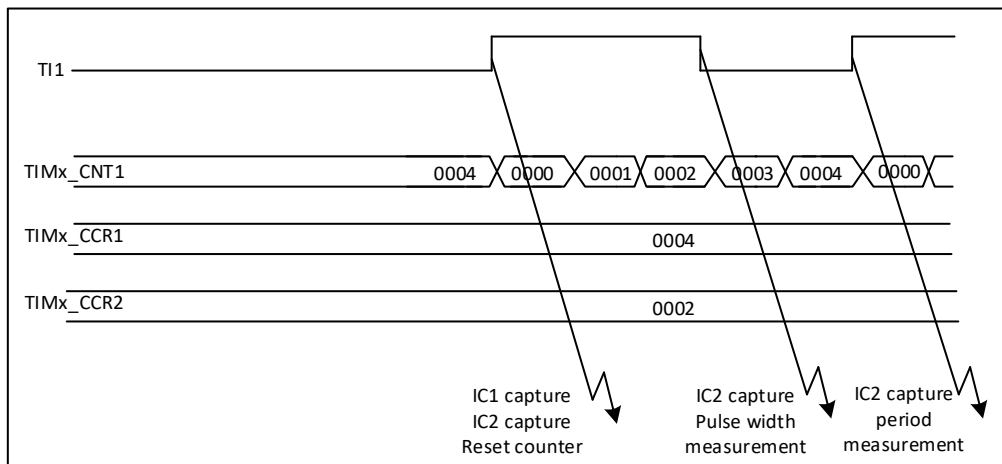 TI1
TIMx_CNT1
0004 0000 0001 0002 0003 0004 0000
TIMx_CCR1
0004
TIMx_CCR2
0002
IC1 capture
IC2 capture
Reset counter
IC2 capture
Pulse width
measurement
IC2 capture
period
measurement